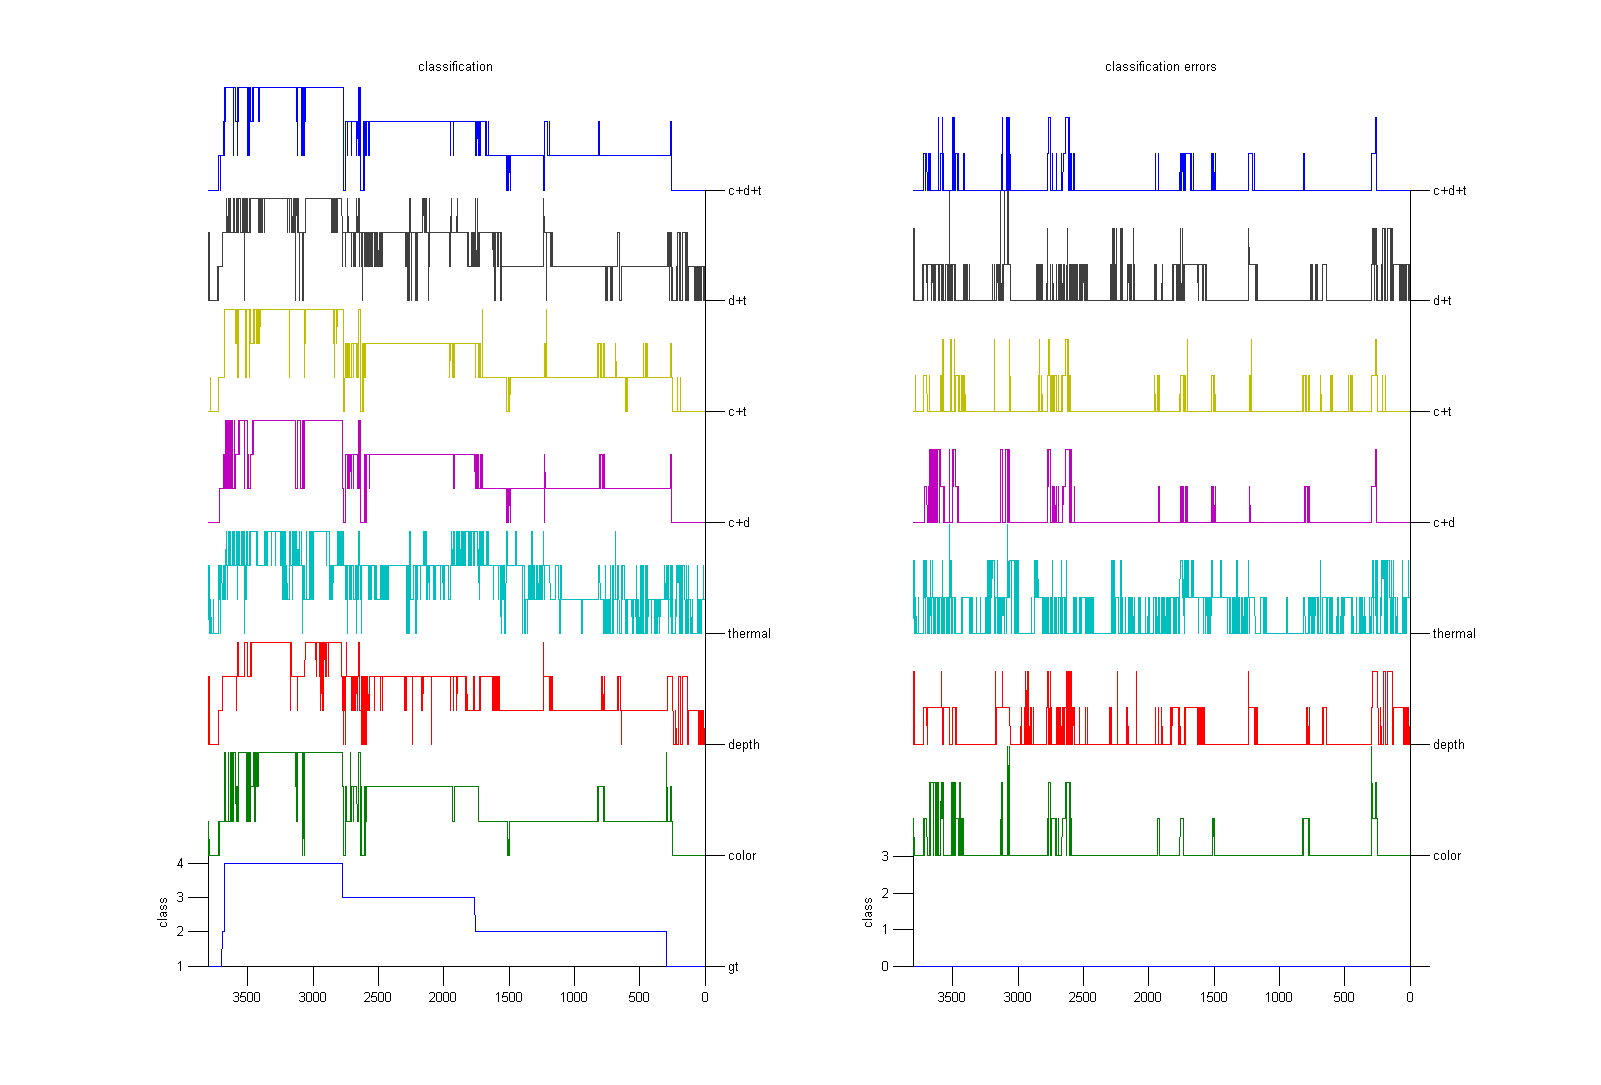 classification
c+d+t
d+t
c+t
c+d
thermal
depth
color
4
3
2
1
class
gt
3500 3000 2500 2000 1500 1000 500 0
classification errors
c+d+t
d+t
c+t
c+d
thermal
depth
color
3
2
1
0
class
3500 3000 2500 2000 1500 1000 500 0